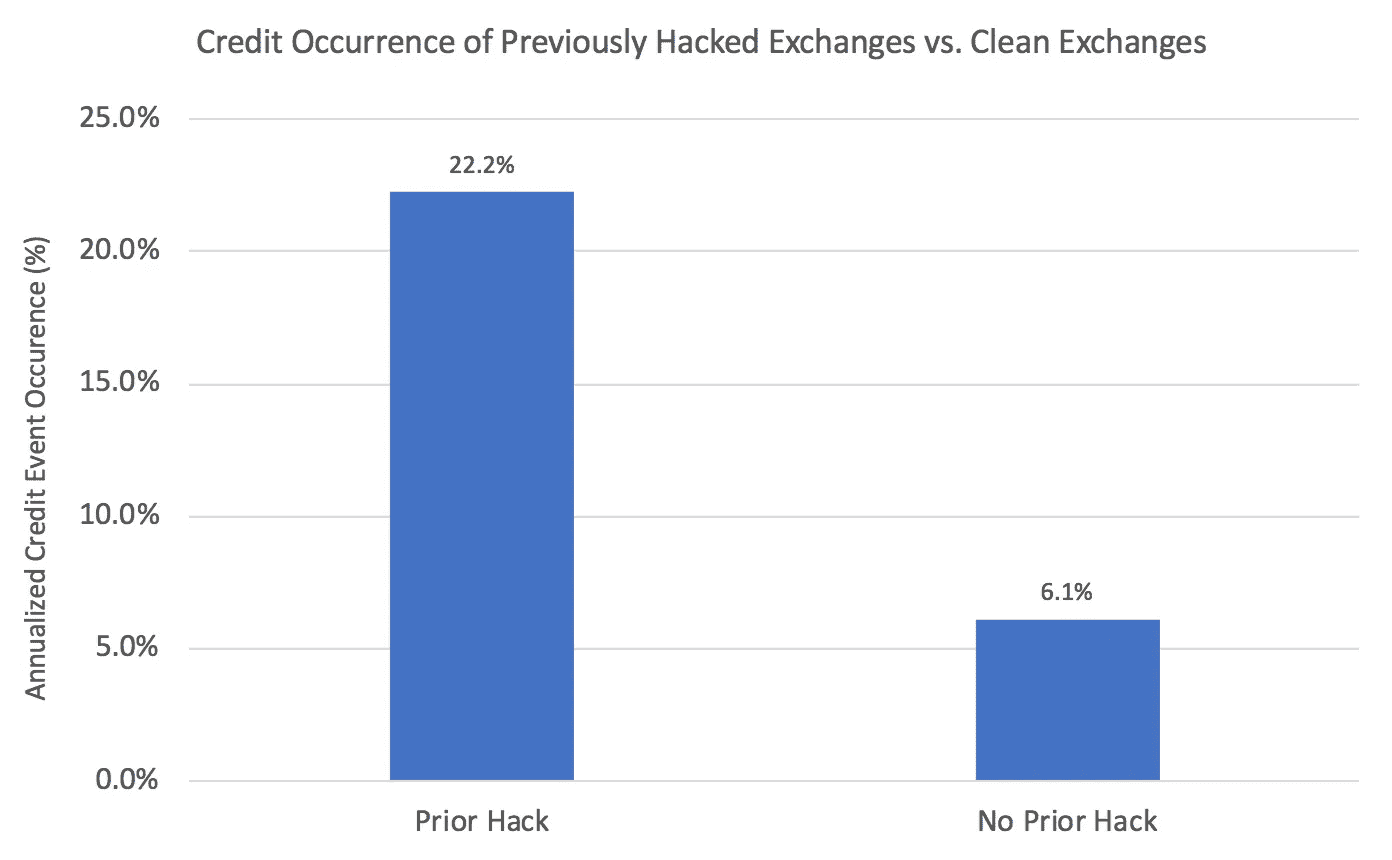 Credit Occurrence of Previously Hacked Exchanges vs. Clean Exchanges
25.0%
20.0%
15.0%
10.0%
5.0%
0.0%
Annualized Credit Event Occurence (%)
22.2%
6.1%
Prior Hack
No Prior Hack